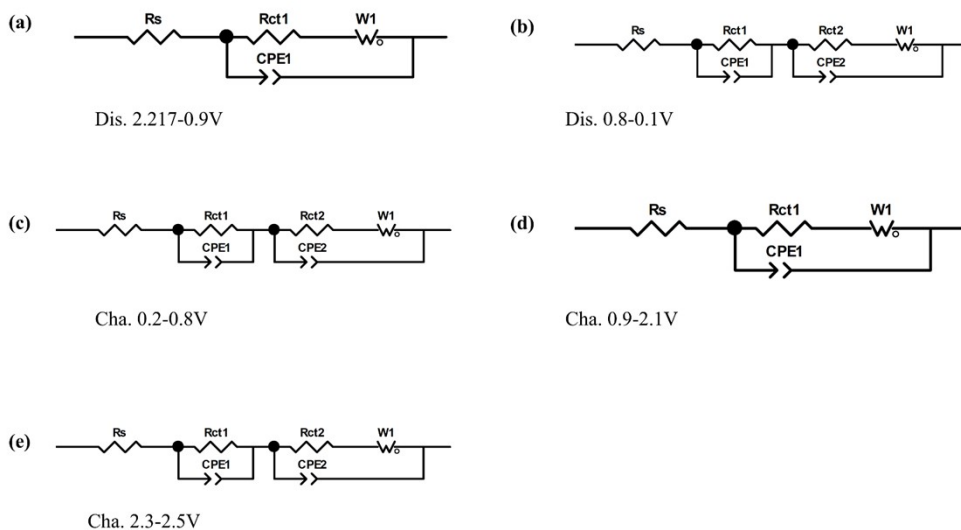 (a)
Rs Rct1 W1
CPE1
Dis. 2.217-0.9V
(b)
Rs Rct1 Rct2 W1
CPE1 CPE2
Dis. 0.8-0.1V
(c)
Rs Rct1 Rct2 W1
CPE1 CPE2
Cha. 0.2-0.8V
(d)
Rs Rct1 W1
CPE1
Cha. 0.9-2.1V
(e)
Rs Rct1 Rct2 W1
CPE1 CPE2
Cha. 2.3-2.5V